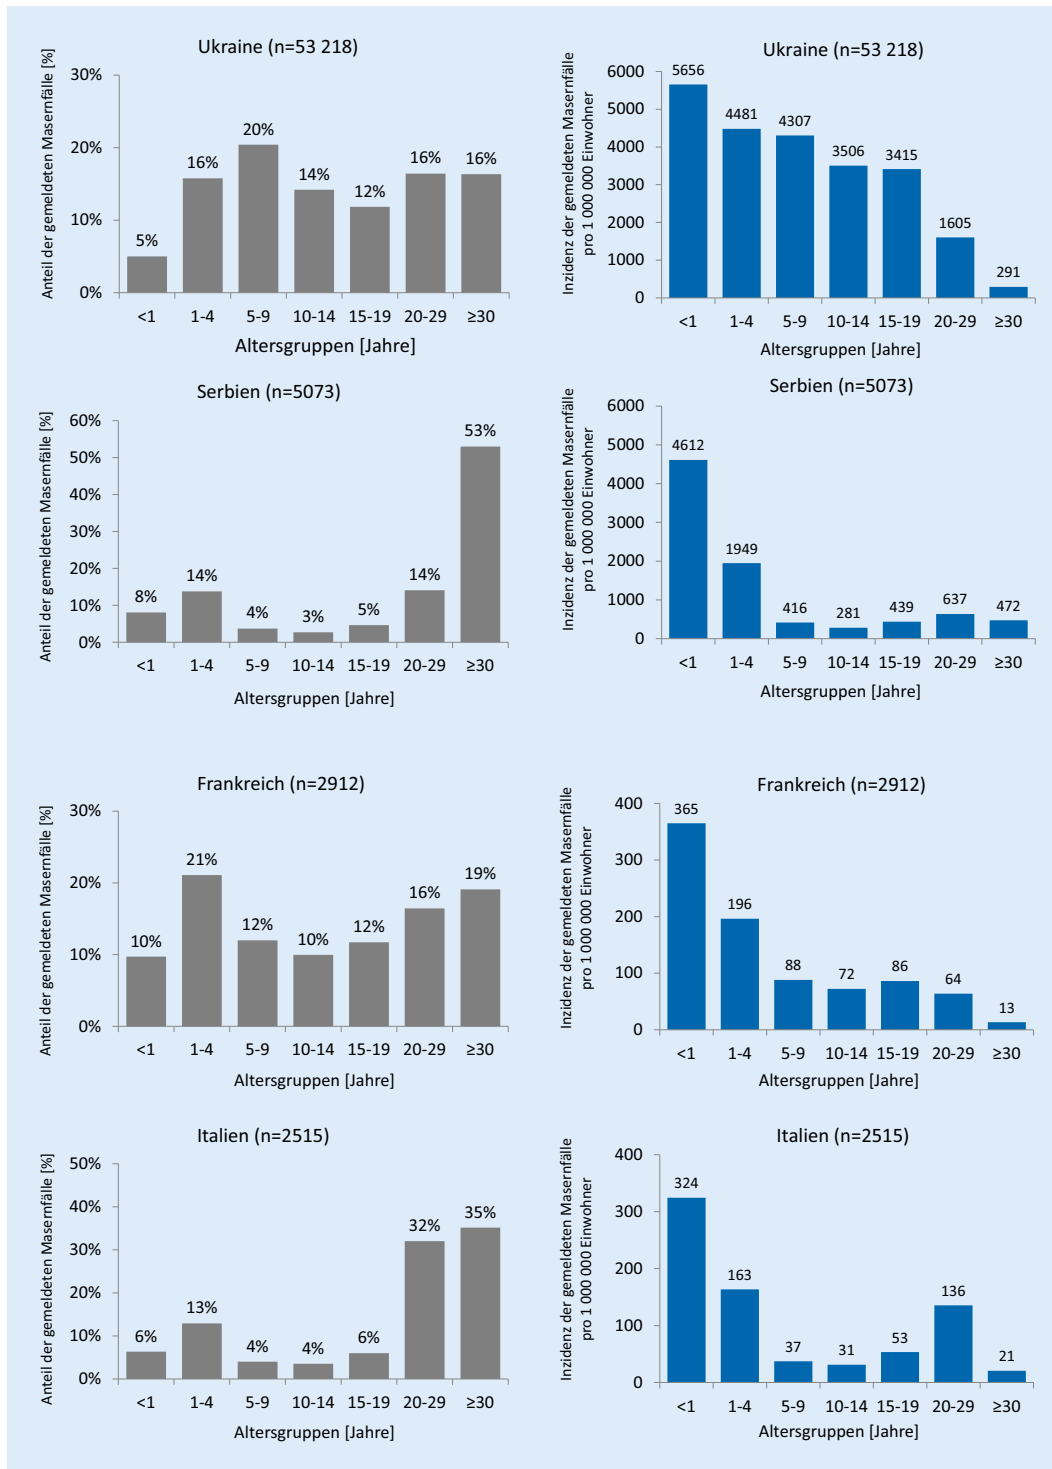 Ukraine (n=53 218)
Anteil der gemeldeten Masernfälle [%]
30%
20%
10%
0%
5%
16%
20%
14%
12%
16%
16%
<1 1-4 5-9 10-14 15-19 20-29 ≥30
Altersgruppen [Jahre]
Ukraine (n=53 218)
Inzidenz der gemeldeten Masernfälle
pro 1 000 000 Einwohner
6000
5000
4000
3000
2000
1000
0
5656
4481
4307
3506
3415
1605
291
<1 1-4 5-9 10-14 15-19 20-29 ≥30
Altersgruppen [Jahre]
Serbien (n=5073)
Anteil der gemeldeten Masernfälle [%]
60%
50%
40%
30%
20%
10%
0%
8%
14%
4%
3%
5%
14%
53%
<1 1-4 5-9 10-14 15-19 20-29 ≥30
Altersgruppen [Jahre]
Serbien (n=5073)
Inzidenz der gemeldeten Masernfälle
pro 1 000 000 Einwohner
6000
5000
4000
3000
2000
1000
0
4612
1949
416
281
439
637
472
<1 1-4 5-9 10-14 15-19 20-29 ≥30
Altersgruppen [Jahre]
Frankreich (n=2912)
Anteil der gemeldeten Masernfälle [%]
30%
20%
10%
0%
10%
21%
12%
10%
12%
16%
19%
<1 1-4 5-9 10-14 15-19 20-29 ≥30
Altersgruppen [Jahre]
Frankreich (n=2912)
Inzidenz der gemeldeten Masernfälle
pro 1 000 000 Einwohner
400
300
200
100
0
365
196
88
72
86
64
13
<1 1-4 5-9 10-14 15-19 20-29 ≥30
Altersgruppen [Jahre]
Italien (n=2515)
Anteil der gemeldeten Masernfälle [%]
50%
40%
30%
20%
10%
0%
6%
13%
4%
4%
6%
32%
35%
<1 1-4 5-9 10-14 15-19 20-29 ≥30
Altersgruppen [Jahre]
Italien (n=2515)
Inzidenz der gemeldeten Masernfälle
pro 1 000 000 Einwohner
400
300
200
100
0
324
163
37
31
53
136
21
<1 1-4 5-9 10-14 15-19 20-29 ≥30
Altersgruppen [Jahre]